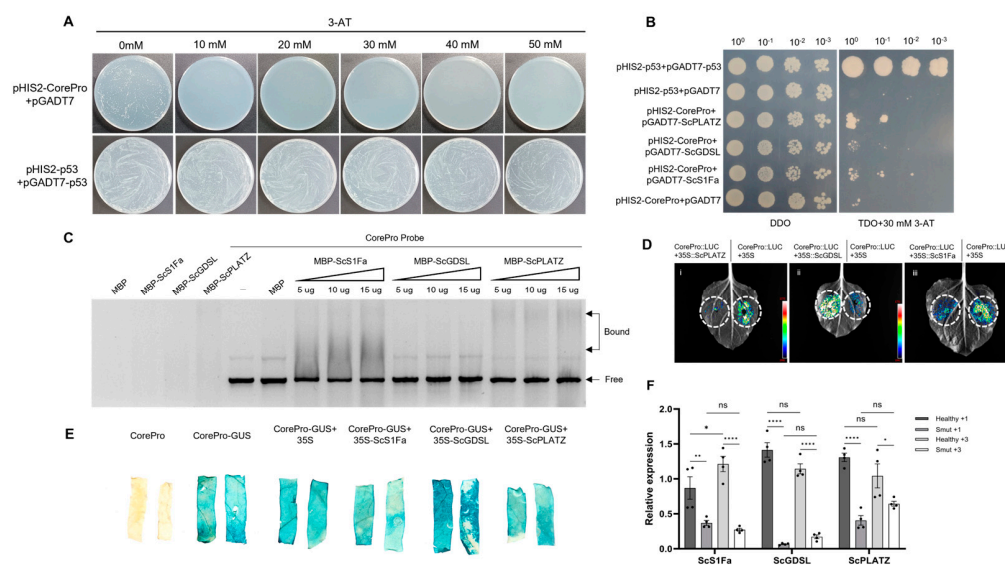 A
3-AT
0mM 10 mM 20 mM 30 mM 40 mM 50 mM
pHIS2-CorePro
+pGADT7
pHIS2-p53
+pGADT7-p53
B
10⁰ 10⁻¹ 10⁻² 10⁻³ 10⁰ 10⁻¹ 10⁻² 10⁻³
pHIS2-p53+pGADT7-p53
pHIS2-p53+pGADT7
pHIS2-CorePro+
pGADT7-ScPLATZ
pHIS2-CorePro+
pGADT7-ScGDSL
pHIS2-CorePro+
pGADT7-ScS1Fa
pHIS2-CorePro+pGADT7
DDO TDO+30 mM 3-AT
C
CorePro Probe
MBP MBP-ScS1Fa MBP-ScGDSL MBP-ScPLATZ – MBP
MBP-ScS1Fa MBP-ScGDSL MBP-ScPLATZ
5 ug 10 ug 15 ug 5 ug 10 ug 15 ug 5 ug 10 ug 15 ug
Bound
Free
D
CorePro::LUC CorePro::LUC CorePro::LUC CorePro::LUC CorePro::LUC CorePro::LUC
+35S::ScPLATZ +35S +35S::ScGDSL +35S +35S::ScS1Fa +35S
i ii iii
E
CorePro CorePro-GUS
CorePro-GUS+
35S
CorePro-GUS+
35S-ScS1Fa
CorePro-GUS+
35S-ScGDSL
CorePro-GUS+
35S-ScPLATZ
F
Relative expression
2.0
1.5
1.0
0.5
0.0
ns ns ns
* ns ns
** **** **** **** **** *
ScS1Fa ScGDSL ScPLATZ
Healthy +1
Smut +1
Healthy +3
Smut +3